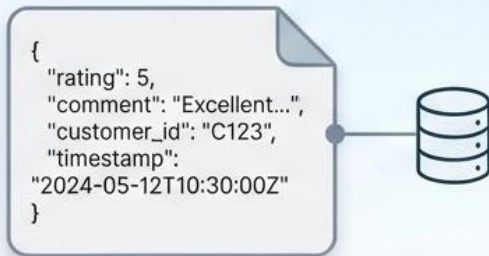 {
"rating": 5,
"comment": "Excellent...",
"customer_id": "C123",
"timestamp":
"2024-05-12T10:30:00Z"
}